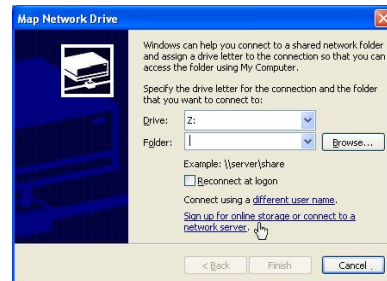 Map Network Drive
Windows can help you connect to a shared network folder
and assign a drive letter to the connection so that you can
access the folder using My Computer.
Specify the drive letter for the connection and the folder
that you want to connect to:
Drive: Z:
Folder: Browse...
Example: \\server\share
Reconnect at logon
Connect using a different user name.
Sign up for online storage or connect to a
network server.
< Back Finish Cancel